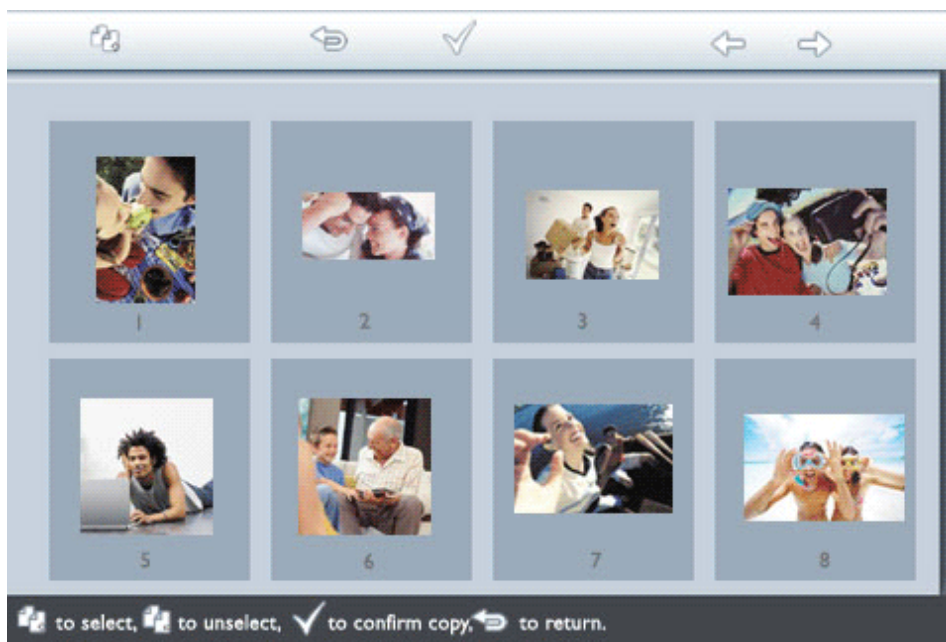 1 2 3 4
5 6 7 8
to select, to unselect, to confirm copy, to return.